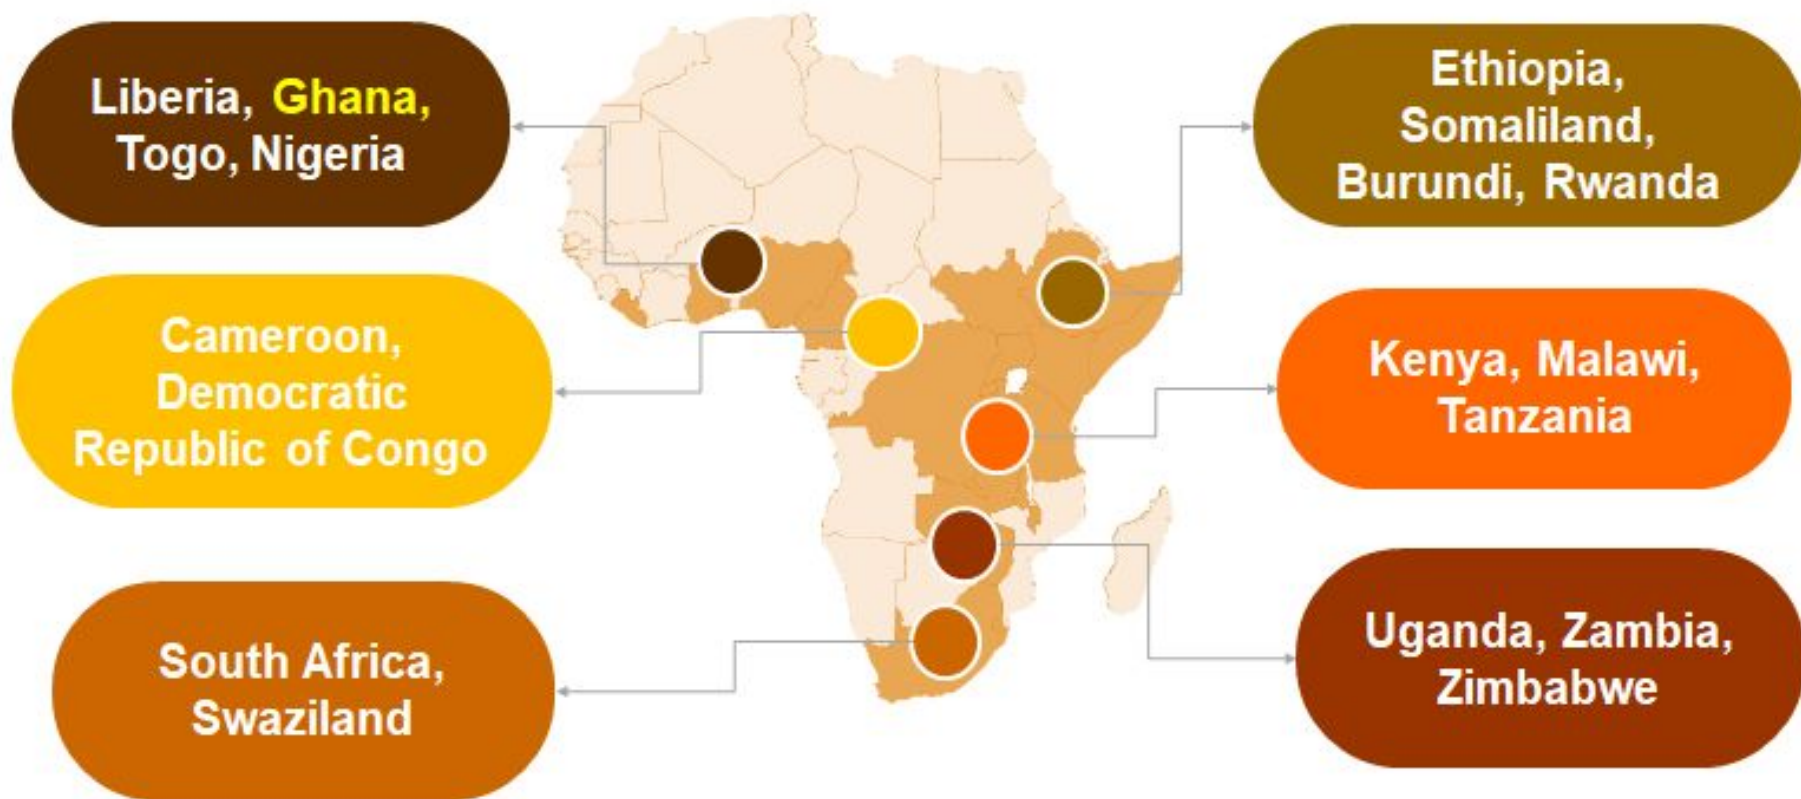 Liberia, Ghana,
Togo, Nigeria
Cameroon,
Democratic
Republic of Congo
South Africa,
Swaziland
Ethiopia,
Somaliland,
Burundi, Rwanda
Kenya, Malawi,
Tanzania
Uganda, Zambia,
Zimbabwe